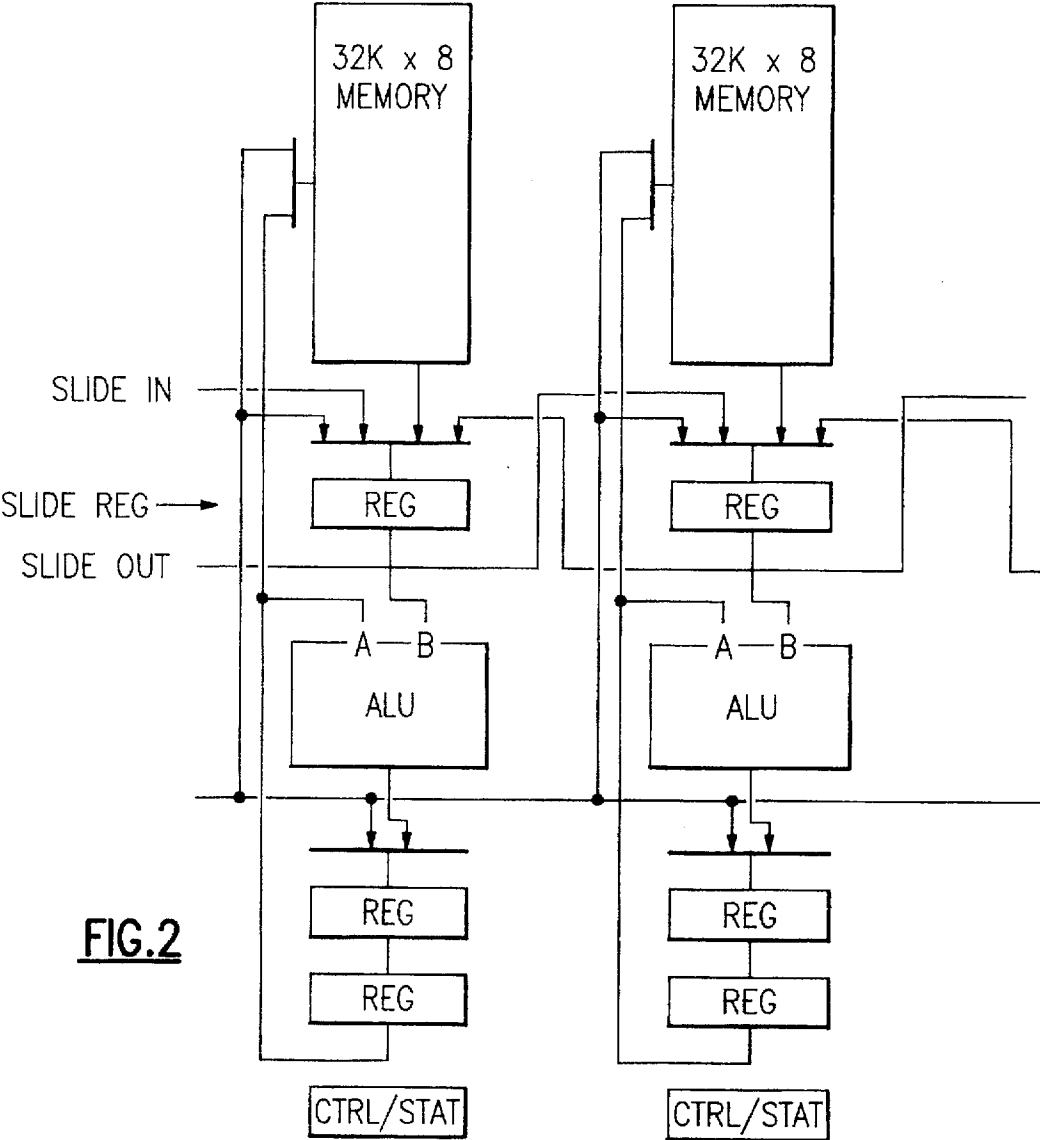 32K x 8
MEMORY
32K x 8
MEMORY
SLIDE IN
SLIDE REG
REG
REG
SLIDE OUT
A B
A B
ALU
ALU
REG
REG
FIG.2
REG
REG
CTRL/STAT
CTRL/STAT